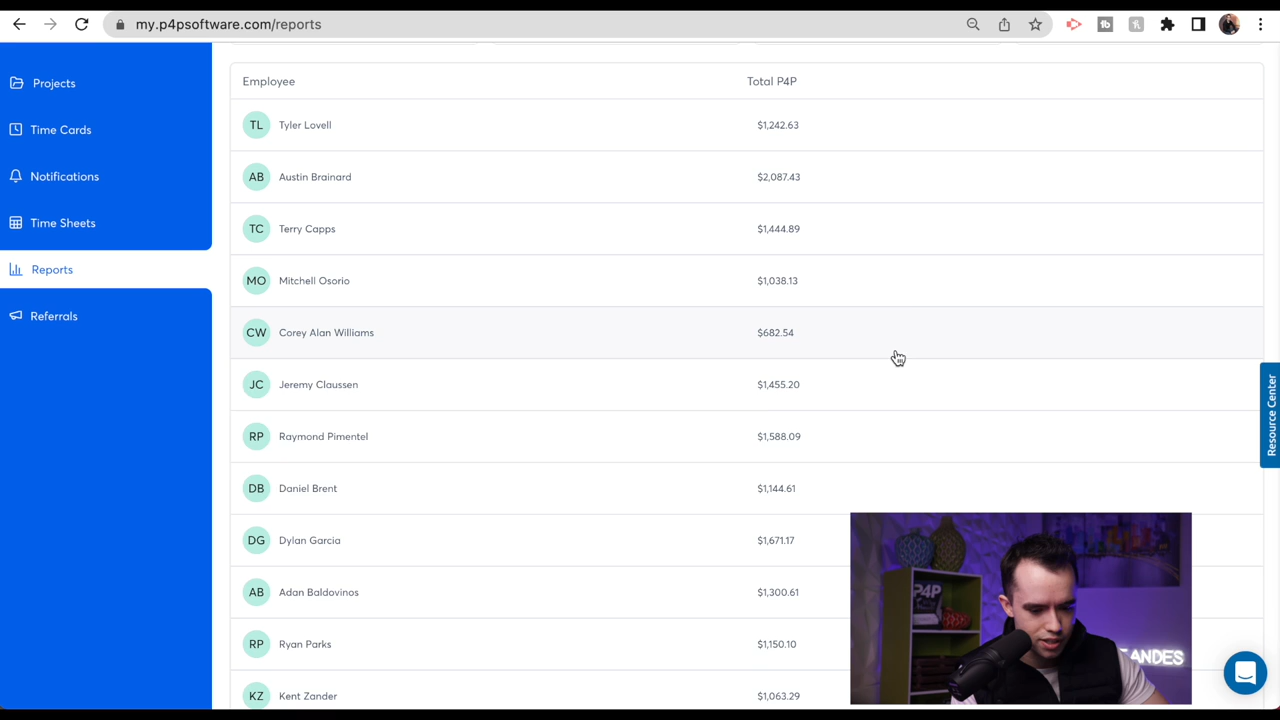 my.p4psoftware.com/reports
Projects
Time Cards
Notifications
Time Sheets
Reports
Referrals
Employee Total P4P
TL Tyler Lovell $1,242.63
AB Austin Brainard $2,087.43
TC Terry Capps $1,444.89
MO Mitchell Osorio $1,038.13
CW Corey Alan Williams $682.54
JC Jeremy Claussen $1,455.20
RP Raymond Pimentel $1,588.09
DB Daniel Brent $1,144.61
DG Dylan Garcia $1,671.17
AB Adan Baldovinos $1,300.61
RP Ryan Parks $1,150.10
KZ Kent Zander $1,063.29
Resource Center
P4P
ANDES